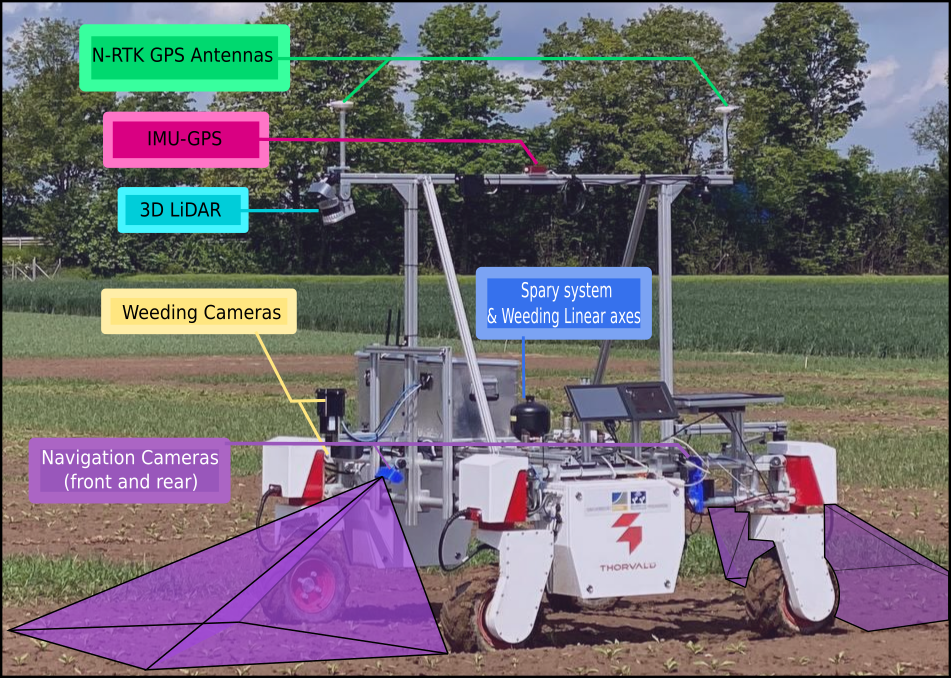 N-RTK GPS Antennas
IMU-GPS
3D LiDAR
Spary system
& Weeding Linear axes
Weeding Cameras
Navigation Cameras
(front and rear)
THORVALD